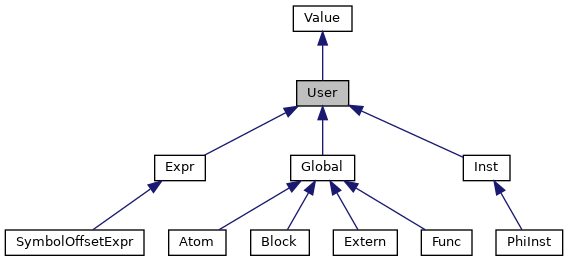 Value
User
Expr
Global
Inst
SymbolOffsetExpr
Atom
Block
Extern
Func
PhiInst